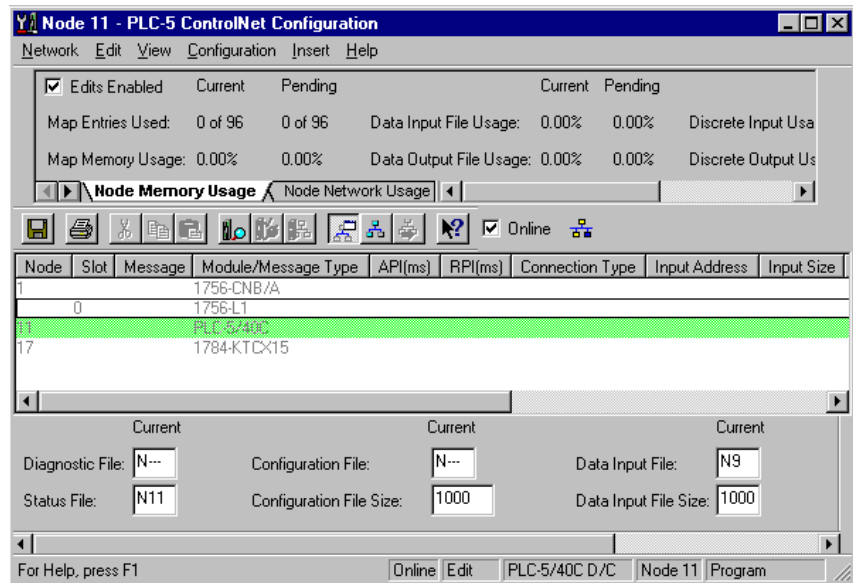 Node 11 - PLC-5 ControlNet Configuration
Network Edit View Configuration Insert Help
Edits Enabled Current Pending Current Pending
Map Entries Used: 0 of 96 0 of 96 Data Input File Usage: 0.00% 0.00% Discrete Input Usa
Map Memory Usage: 0.00% 0.00% Data Output File Usage: 0.00% 0.00% Discrete Output Us
Node Memory Usage Node Network Usage
Online
Node Slot Message Module/Message Type API(ms) RPI(ms) Connection Type Input Address Input Size
1 1756-CNB/A
0 1756-L1
11 PLC-5/40C
17 1784-KTCX15
Current Current Current
Diagnostic File: N--- Configuration File: N--- Data Input File: N9
Status File: N11 Configuration File Size: 1000 Data Input File Size: 1000
For Help, press F1 Online Edit PLC-5/40C D/C Node 11 Program